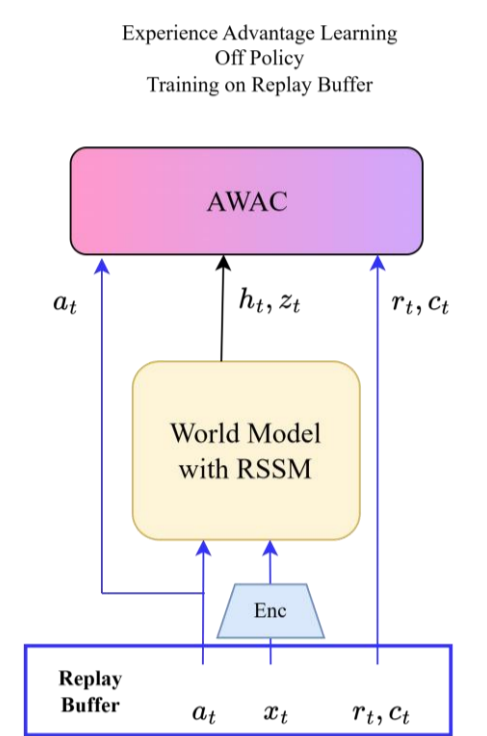 Experience Advantage Learning
Off Policy
Training on Replay Buffer
AWAC
a_t
h_t, z_t
r_t, c_t
World Model
with RSSM
Enc
Replay
Buffer
a_t
x_t
r_t, c_t